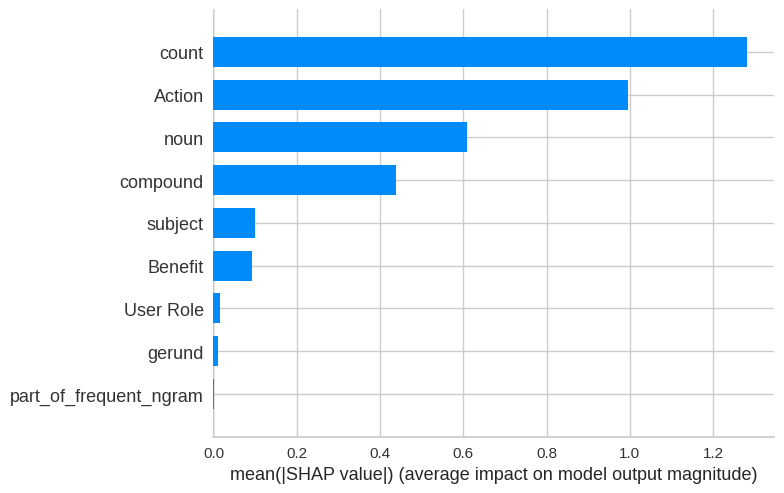 count
Action
noun
compound
subject
Benefit
User Role
gerund
part_of_frequent_ngram
0.0 0.2 0.4 0.6 0.8 1.0 1.2
mean(|SHAP value|) (average impact on model output magnitude)